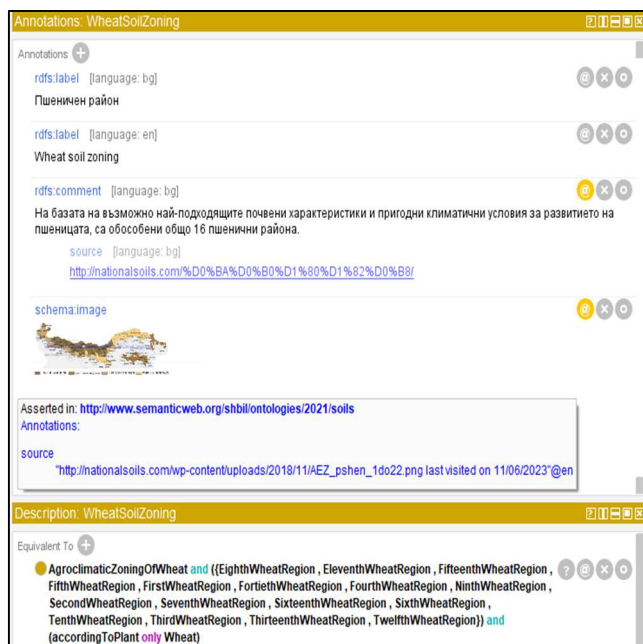 Annotations: WheatSoilZoning
Annotations
rdfs:label [language: bg]
Пшеничен район
rdfs:label [language: en]
Wheat soil zoning
rdfs:comment [language: bg]
На базата на възможно най-подходящите почвени характеристики и пригодни климатични условия за развитието на
пшеницата, са обособени общо 16 пшенични района.
source [language: bg]
http://nationalsoils.com/%D0%BA%D0%B0%D1%80%D1%82%D0%B8/
schema:image
Asserted in: http://www.semanticweb.org/shbil/ontologies/2021/soils
Annotations:
source
"http://nationalsoils.com/wp-content/uploads/2018/11/AEZ_pshen_1do22.png last visited on 11/06/2023"@en
Description: WheatSoilZoning
Equivalent To
AgroclimaticZoningOfWheat and ({EighthWheatRegion , EleventhWheatRegion , FifteenthWheatRegion ,
FifthWheatRegion , FirstWheatRegion , FortiethWheatRegion , FourthWheatRegion , NinthWheatRegion ,
SecondWheatRegion , SeventhWheatRegion , SixteenthWheatRegion , SixthWheatRegion ,
TenthWheatRegion , ThirdWheatRegion , ThirteenthWheatRegion , TwelfthWheatRegion}) and
(accordingToPlant only Wheat)